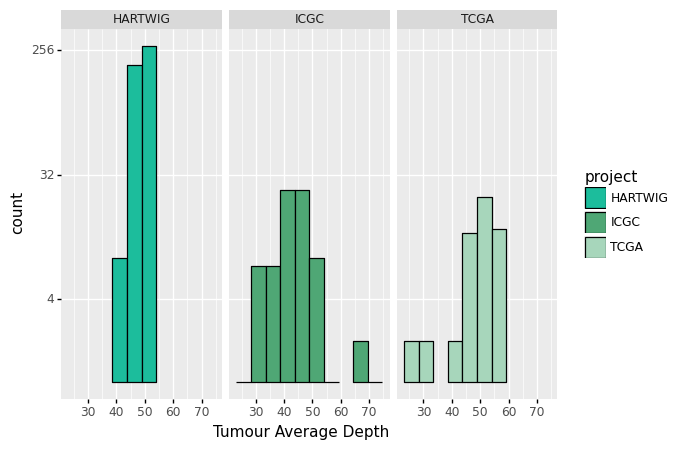 HARTWIG ICGC TCGA
256
32
4
count
30 40 50 60 70 30 40 50 60 70 30 40 50 60 70
Tumour Average Depth
project
HARTWIG
ICGC
TCGA